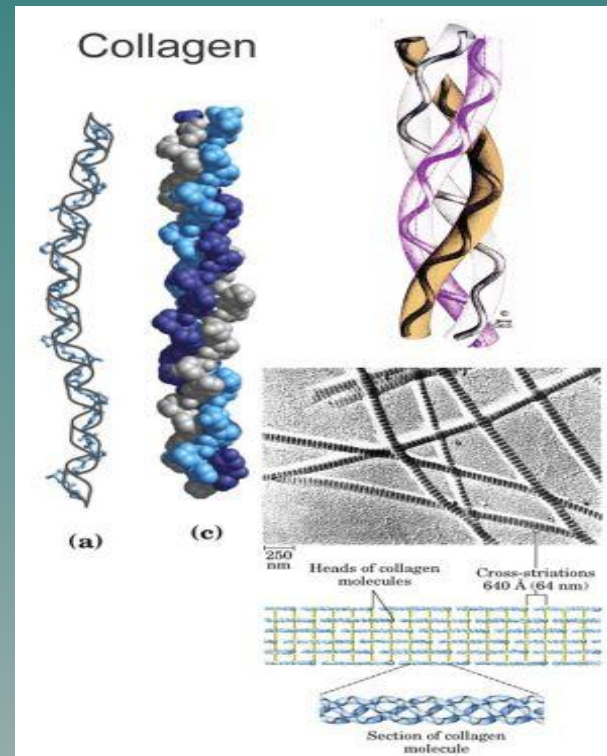 Collagen
(a)
(c)
250
nm
Heads of collagen
molecules
Cross-striations
640 Å (64 nm)
Section of collagen
molecule